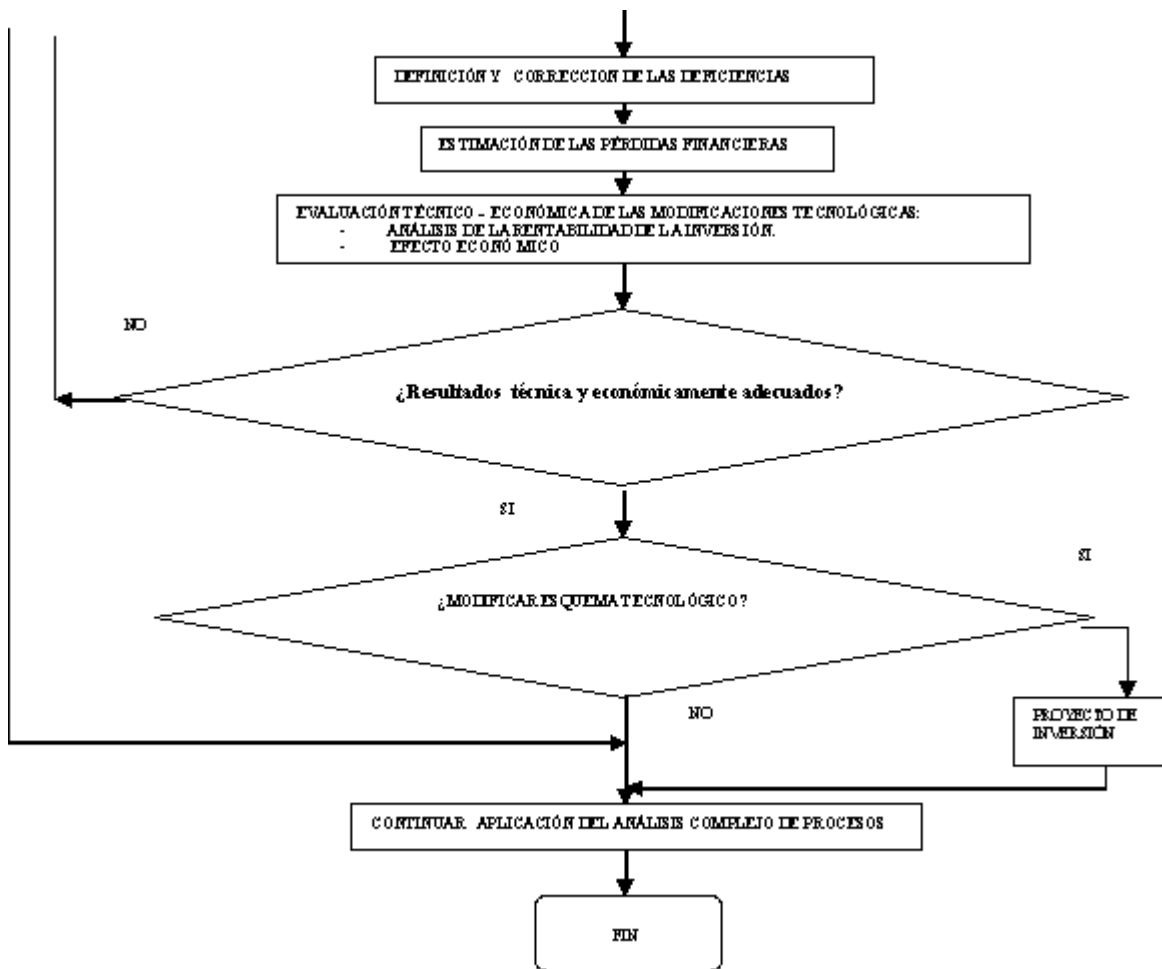 DEFINICIÓN Y CORRECCION DE LAS DEFICIENCIAS
ESTIMACIÓN DE LAS PÉRDIDAS FINANCIERAS
EVALUACIÓN TÉCNICO - ECONÓMICA DE LAS MODIFICACIONES TECNOLÓGICAS:
- ANÁLISIS DE LA RENTABILIDAD DE LA INVERSIÓN.
- EFECTO ECONÓMICO
NO
¿Resultados técnica y económicamente adecuados?
SI
SI
¿MODIFICAR ESQUEMA TECNOLÓGICO?
NO
PROYECTO DE
INVERSIÓN
CONTINUAR APLICACIÓN DEL ANÁLISIS COMPLEJO DE PROCESOS
FIN